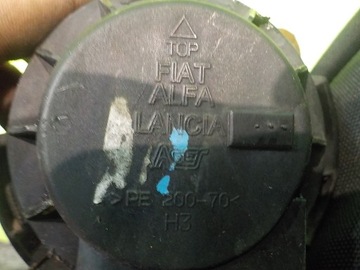 TOP
FIAT
ALFA
LANCIA
>PE 200-70<
H3